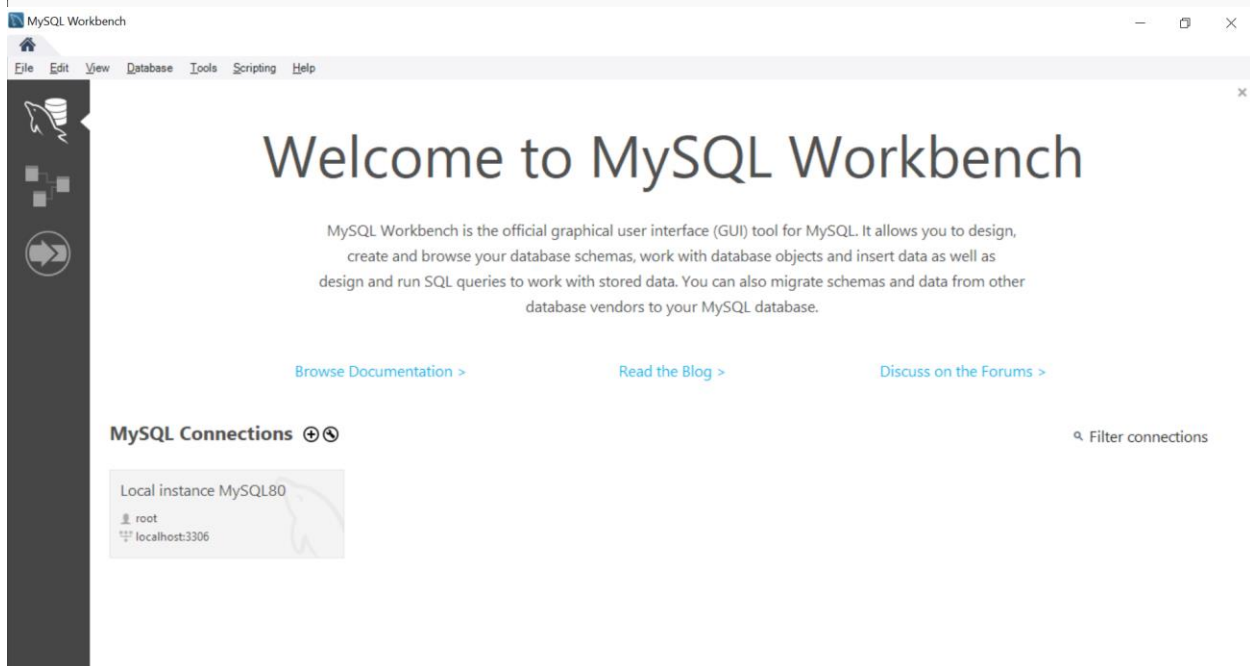 MySQL Workbench
File Edit View Database Tools Scripting Help
Welcome to MySQL Workbench
MySQL Workbench is the official graphical user interface (GUI) tool for MySQL. It allows you to design,
create and browse your database schemas, work with database objects and insert data as well as
design and run SQL queries to work with stored data. You can also migrate schemas and data from other
database vendors to your MySQL database.
Browse Documentation > Read the Blog > Discuss on the Forums >
MySQL Connections Filter connections
Local instance MySQL80
root
localhost:3306